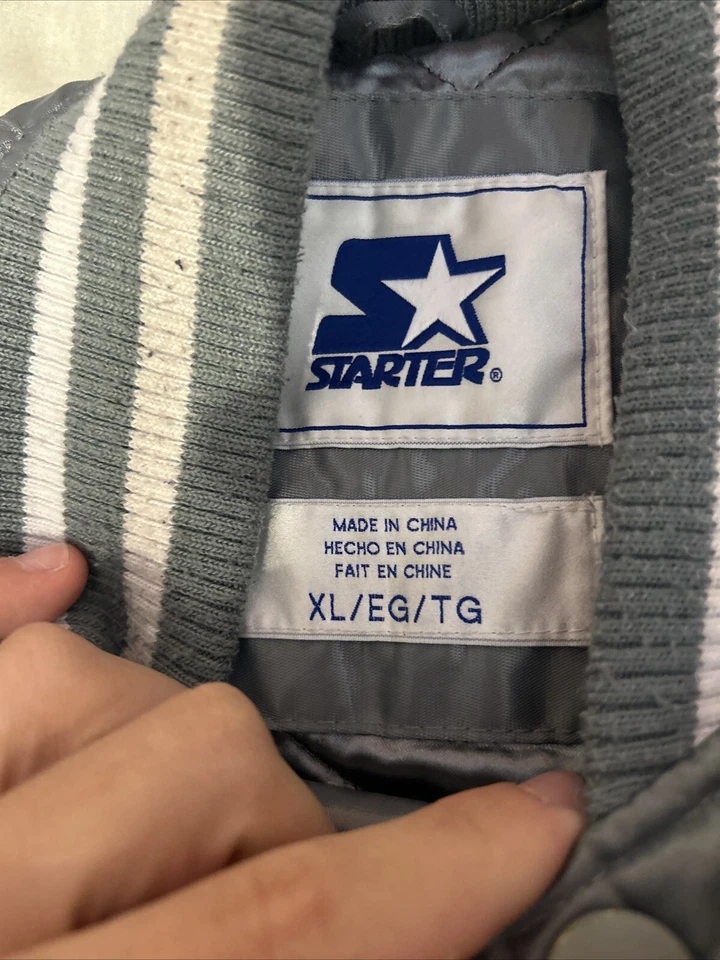 STARTER®
MADE IN CHINA
HECHO EN CHINA
FAIT EN CHINE
XL/EG/TG